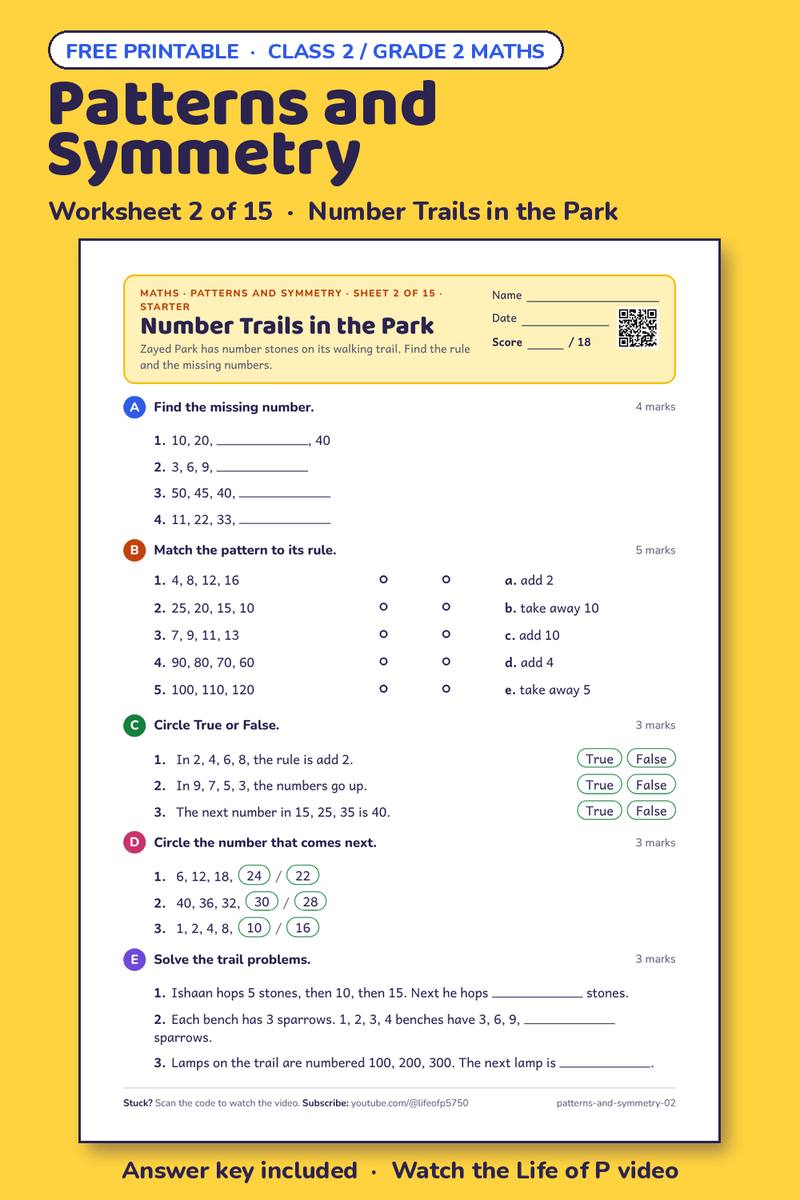 FREE PRINTABLE · CLASS 2 / GRADE 2 MATHS
Patterns and
Symmetry
Worksheet 2 of 15 · Number Trails in the Park
MATHS · PATTERNS AND SYMMETRY · SHEET 2 OF 15 ·
STARTER
Number Trails in the Park
Zayed Park has number stones on its walking trail. Find the rule
and the missing numbers.
Name ____________
Date ____________
Score _____ / 18
A Find the missing number. 4 marks
1. 10, 20, ____________, 40
2. 3, 6, 9, ____________
3. 50, 45, 40, ____________
4. 11, 22, 33, ____________
B Match the pattern to its rule. 5 marks
1. 4, 8, 12, 16 a. add 2
2. 25, 20, 15, 10 b. take away 10
3. 7, 9, 11, 13 c. add 10
4. 90, 80, 70, 60 d. add 4
5. 100, 110, 120 e. take away 5
C Circle True or False. 3 marks
1. In 2, 4, 6, 8, the rule is add 2. True False
2. In 9, 7, 5, 3, the numbers go up. True False
3. The next number in 15, 25, 35 is 40. True False
D Circle the number that comes next. 3 marks
1. 6, 12, 18, 24 / 22
2. 40, 36, 32, 30 / 28
3. 1, 2, 4, 8, 10 / 16
E Solve the trail problems. 3 marks
1. Ishaan hops 5 stones, then 10, then 15. Next he hops ____________ stones.
2. Each bench has 3 sparrows. 1, 2, 3, 4 benches have 3, 6, 9, ____________
sparrows.
3. Lamps on the trail are numbered 100, 200, 300. The next lamp is ____________.
Stuck? Scan the code to watch the video. Subscribe: youtube.com/@lifeofp5750 patterns-and-symmetry-02
Answer key included · Watch the Life of P video